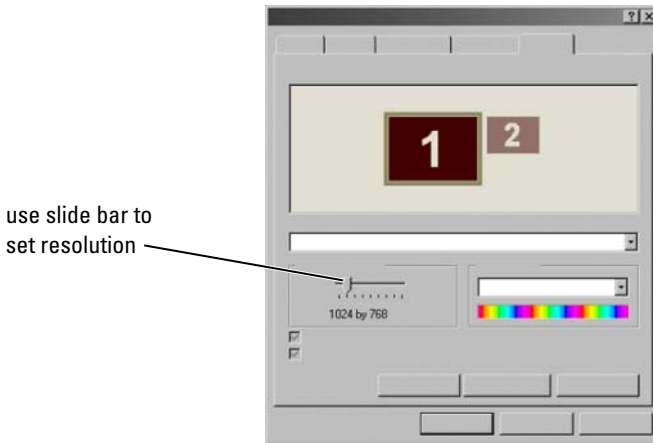 ? ×
1 2
use slide bar to
set resolution
1024 by 768